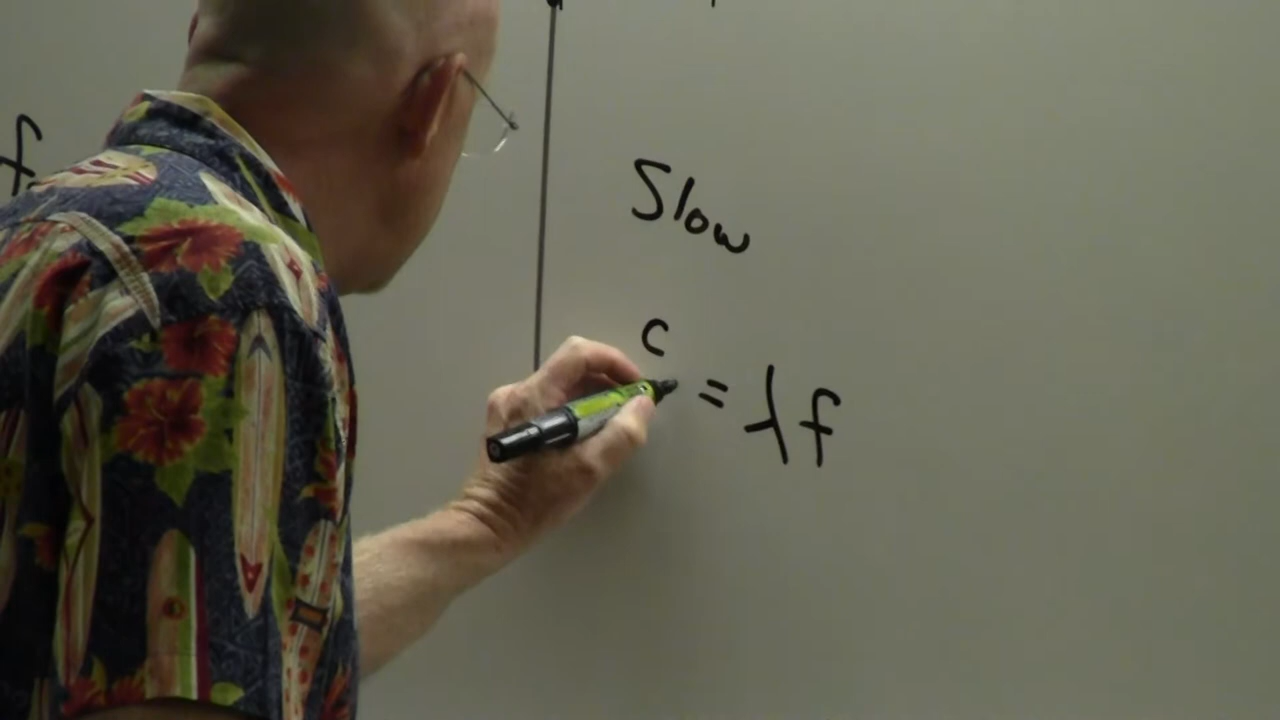 f
Slow
c
= λf